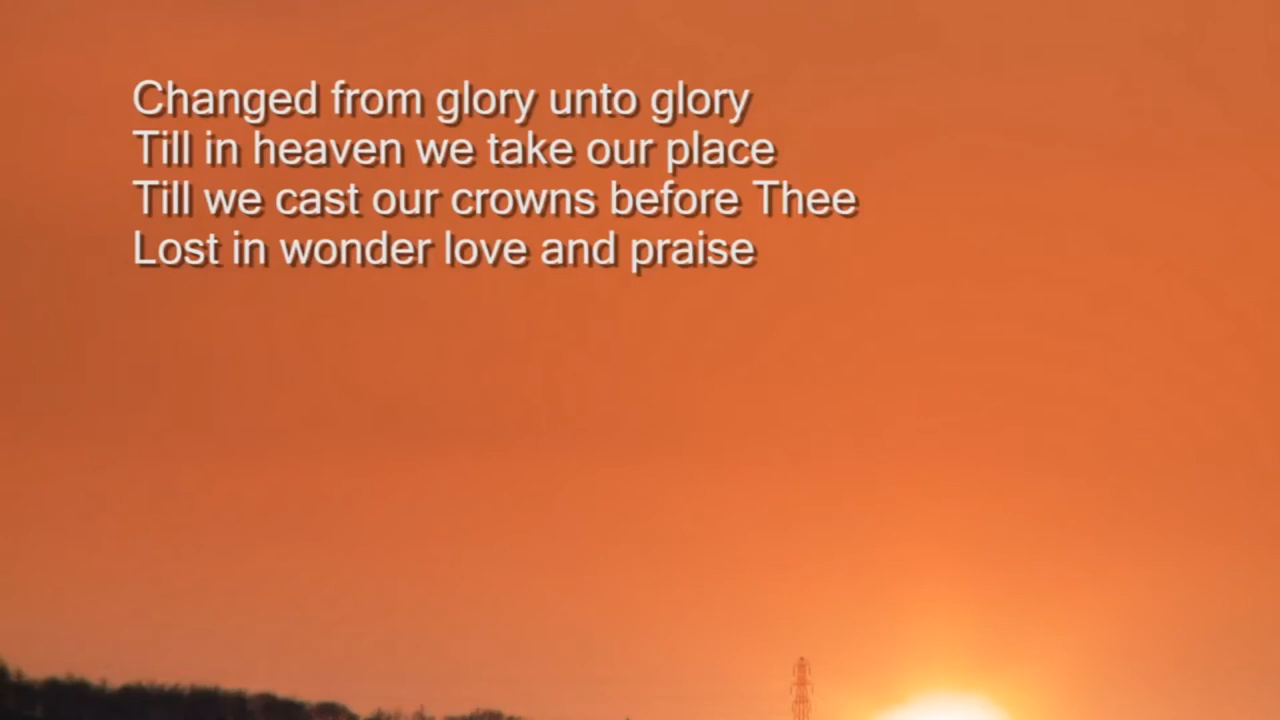 Changed from glory unto glory
Till in heaven we take our place
Till we cast our crowns before Thee
Lost in wonder love and praise